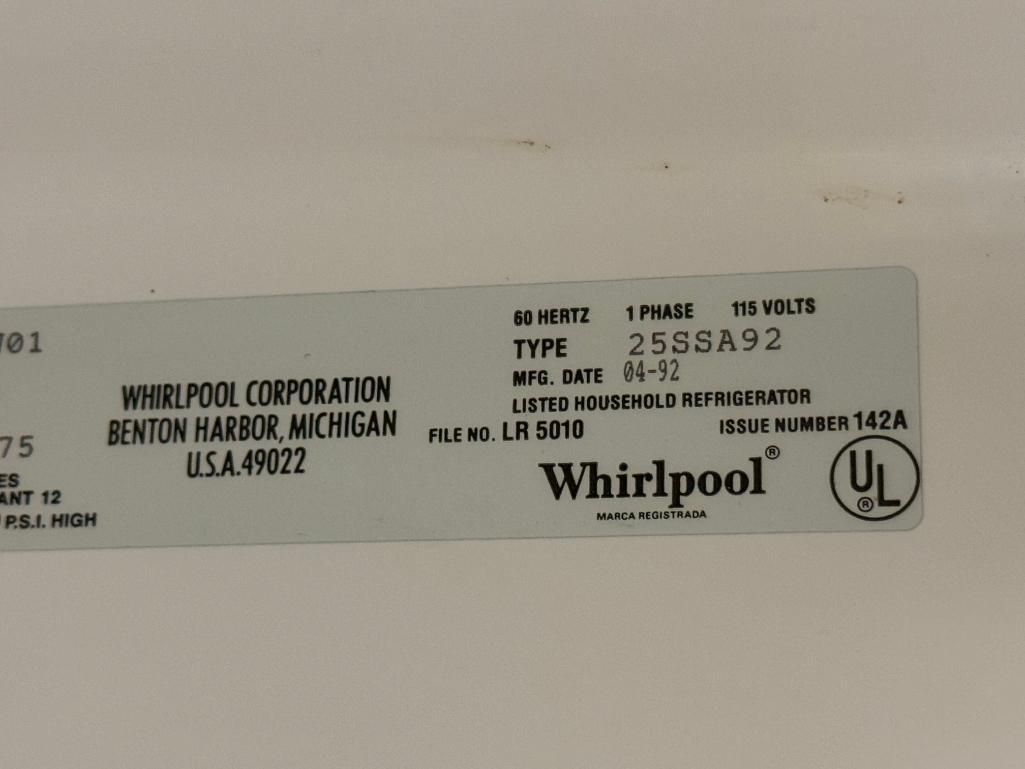 01
75
ES
ANT 12
P.S.I. HIGH
WHIRLPOOL CORPORATION
BENTON HARBOR, MICHIGAN
U.S.A. 49022
60 HERTZ 1 PHASE 115 VOLTS
TYPE 25SSA92
MFG. DATE 04-92
LISTED HOUSEHOLD REFRIGERATOR
FILE NO. LR 5010 ISSUE NUMBER 142A
Whirlpool®
MARCA REGISTRADA
UL®